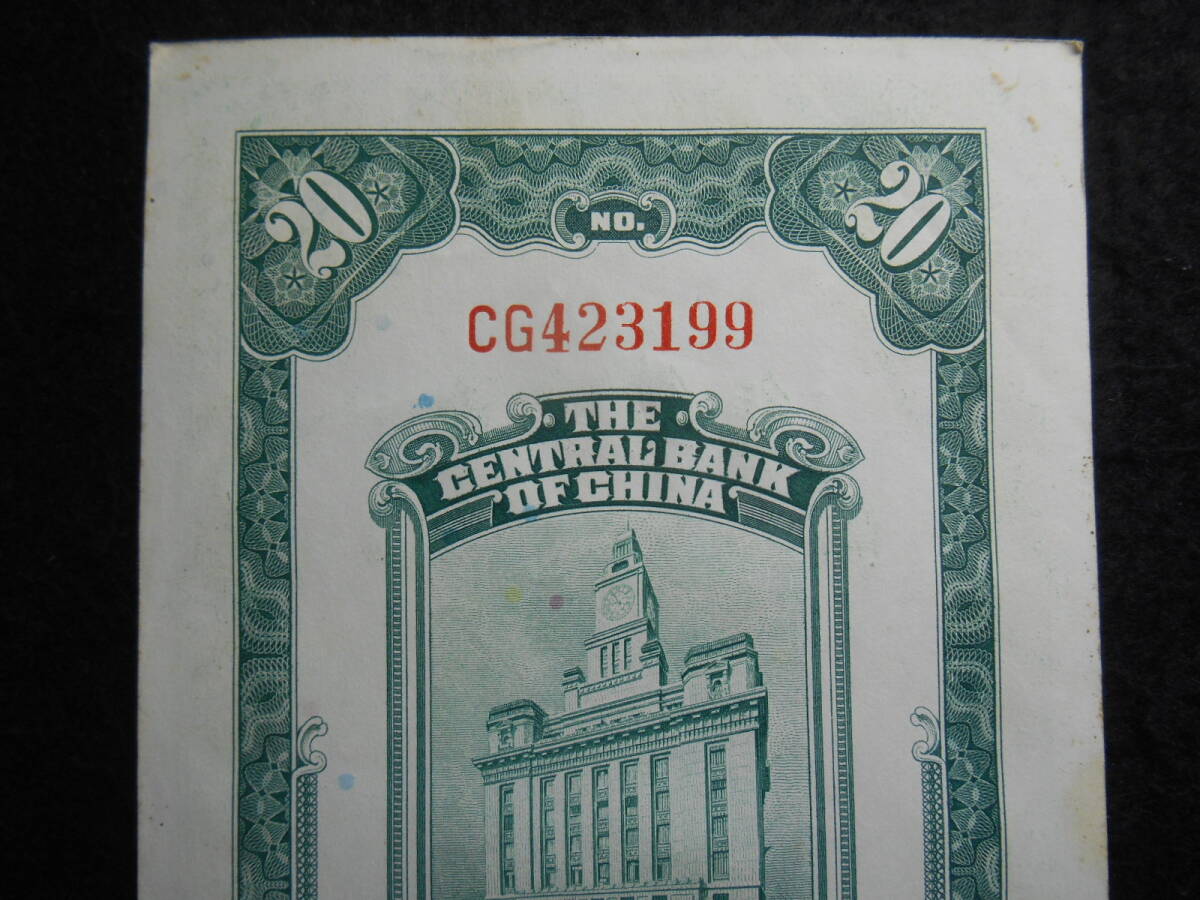 20 20
NO.
CG423199
THE
CENTRAL BANK
OF CHINA